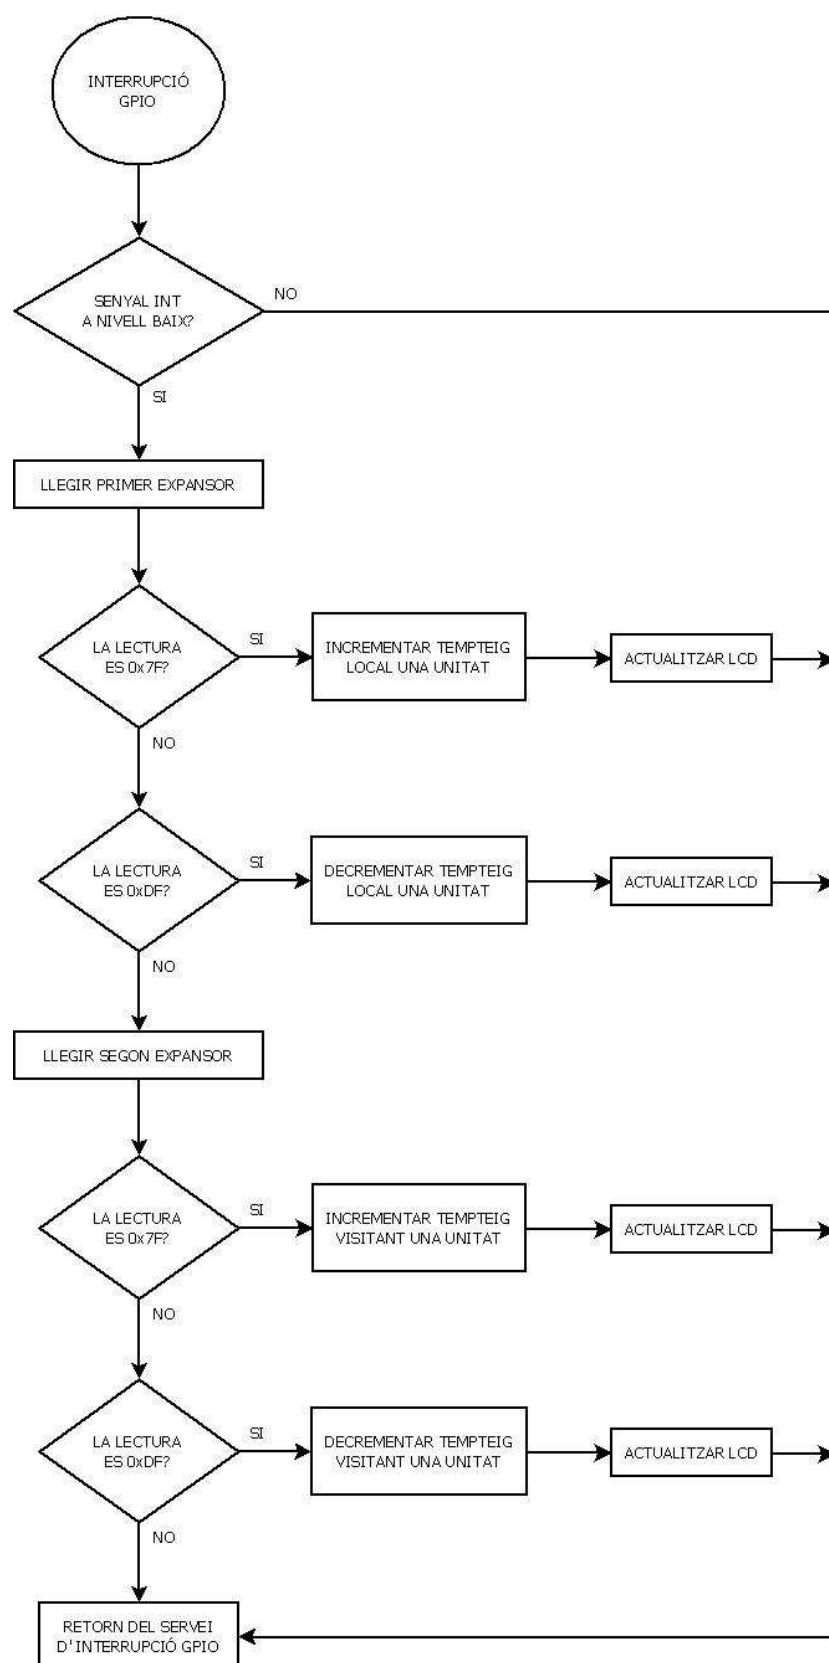 INTERRUPCIÓ
GPIO
SENYAL INT
A NIVELL BAIX?
NO
SI
LLEGIR PRIMER EXPANSOR
LA LECTURA
ES 0x7F?
SI
INCREMENTAR TEMPTEIG
LOCAL UNA UNITAT
ACTUALITZAR LCD
NO
LA LECTURA
ES 0xDF?
SI
DECREMENTAR TEMPTEIG
LOCAL UNA UNITAT
ACTUALITZAR LCD
NO
LLEGIR SEGON EXPANSOR
LA LECTURA
ES 0x7F?
SI
INCREMENTAR TEMPTEIG
VISITANT UNA UNITAT
ACTUALITZAR LCD
NO
LA LECTURA
ES 0xDF?
SI
DECREMENTAR TEMPTEIG
VISITANT UNA UNITAT
ACTUALITZAR LCD
NO
RETORN DEL SERVEI
D'INTERRUPCIÓ GPIO